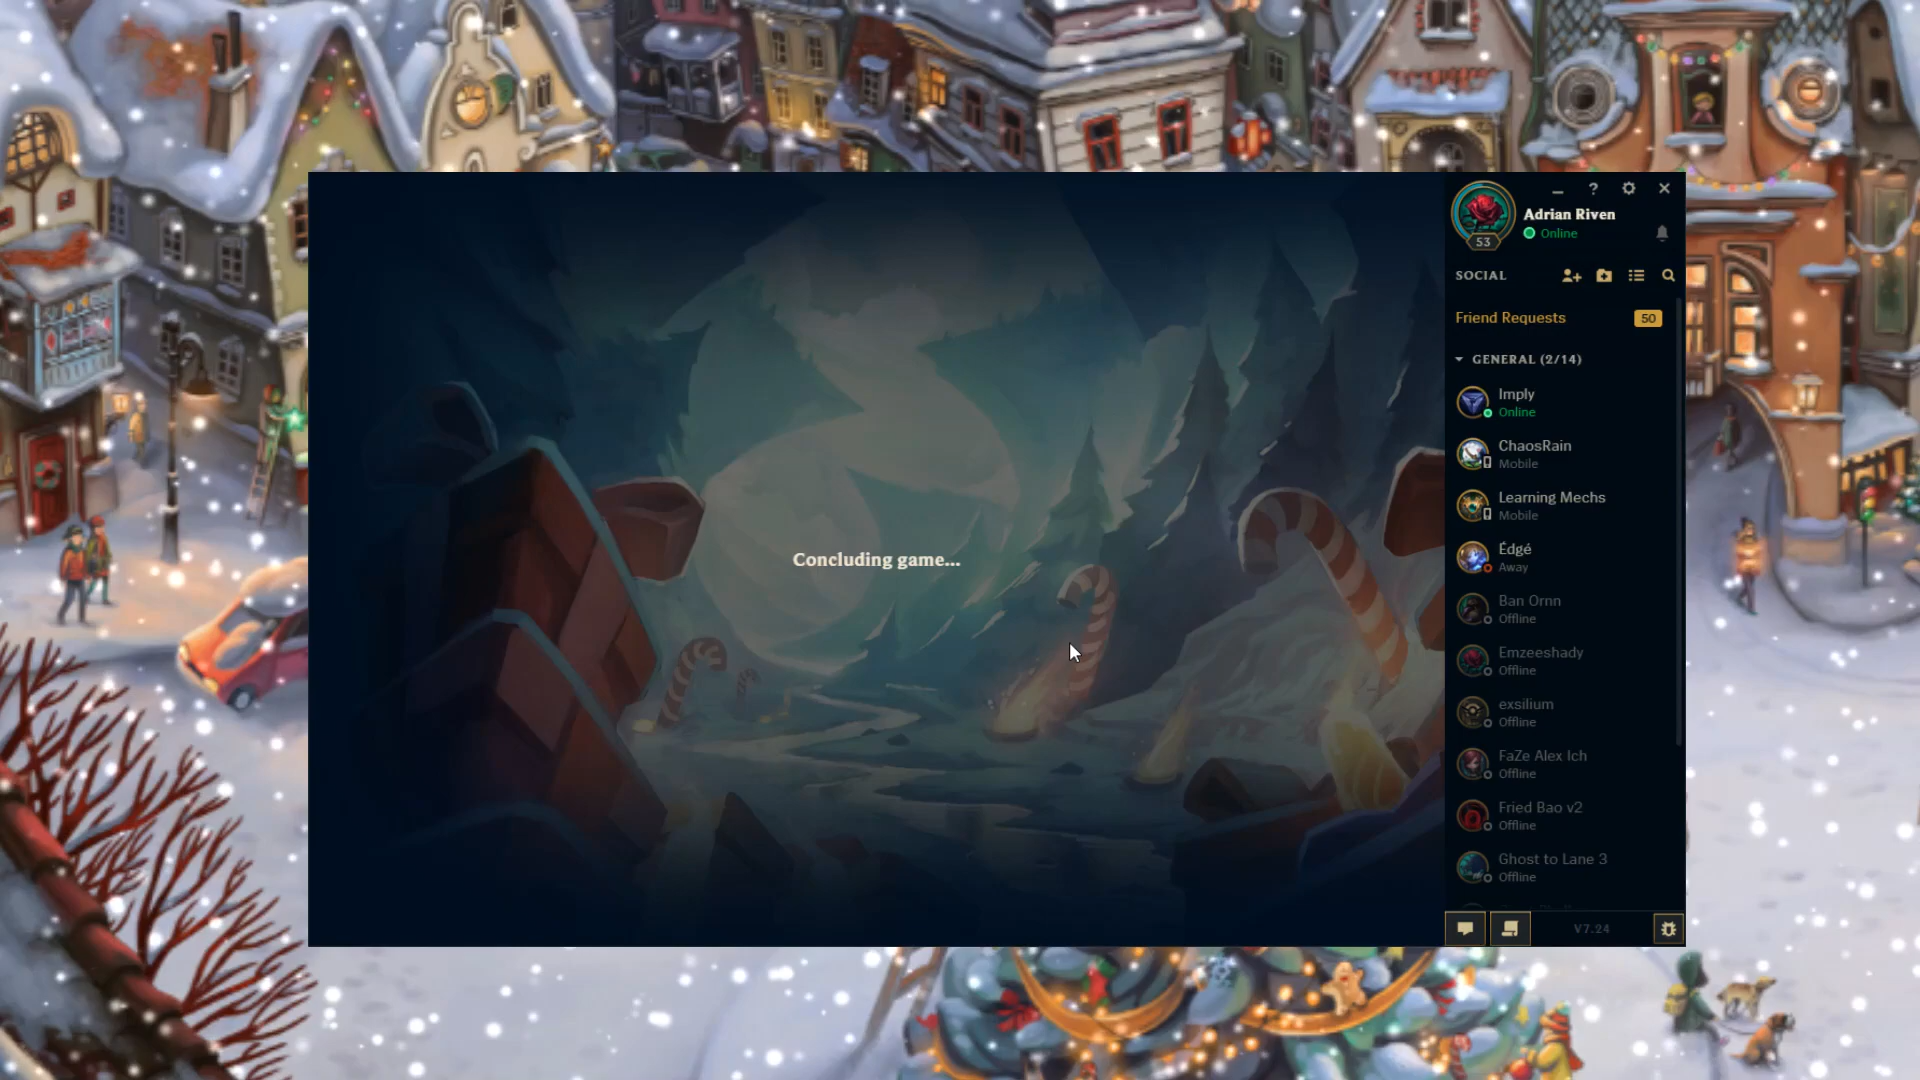 Adrian Riven
53
Online
SOCIAL
Friend Requests
50
GENERAL (2/14)
Imply
Online
ChaosRain
Mobile
Learning Mechs
Mobile
Édgé
Away
Ban Ornn
Offline
Emzeeshady
Offline
exsilium
Offline
FaZe Alex Ich
Offline
Fried Bao v2
Offline
Ghost to Lane 3
Offline
V7.24
Concluding game...